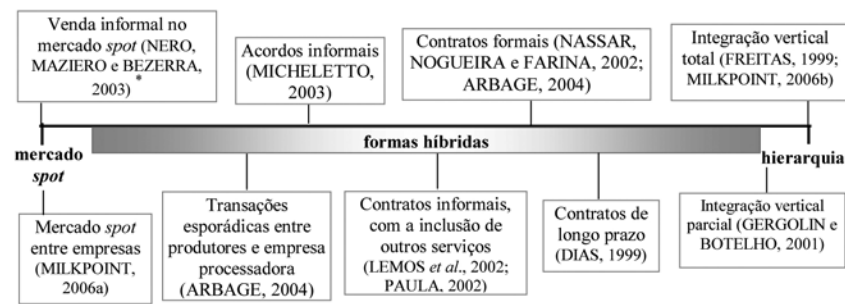 Venda informal no
mercado spot (NERO,
MAZIERO e BEZERRA,
2003) *
Acordos informais
(MICHELETTO,
2003)
Contratos formais (NASSAR,
NOGUEIRA e FARINA, 2002;
ARBAGE, 2004)
Integração vertical
total (FREITAS, 1999;
MILKPOINT, 2006b)
mercado
spot
formas híbridas
hierarquia
Mercado spot
entre empresas
(MILKPOINT,
2006a)
Transações
esporádicas entre
produtores e empresa
processadora
(ARBAGE, 2004)
Contratos informais,
com a inclusão de
outros serviços
(LEMOS et al., 2002;
PAULA, 2002)
Contratos de
longo prazo
(DIAS, 1999)
Integração vertical
parcial (GERGOLIN e
BOTELHO, 2001)